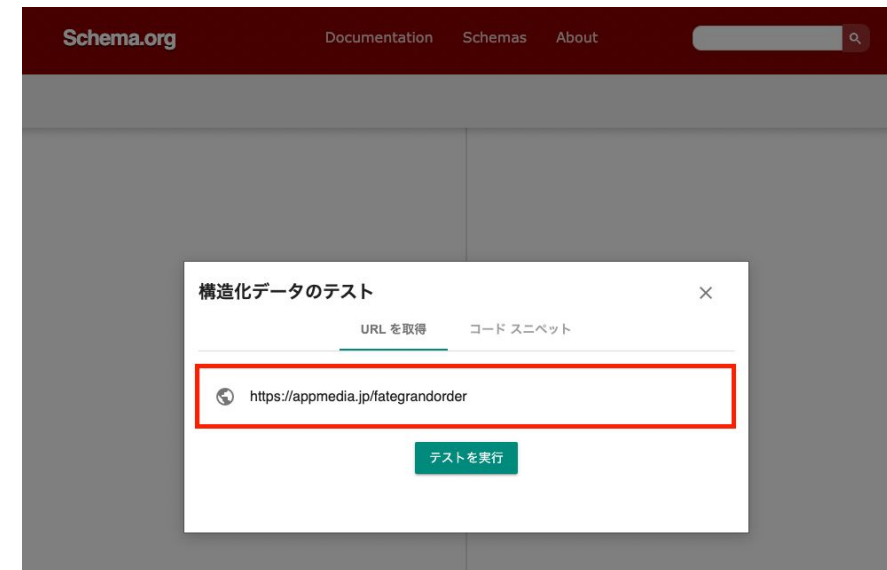 Schema.org
Documentation Schemas About
構造化データのテスト
URL を取得 コード スニペット
https://appmedia.jp/fategrandorder
テストを実行